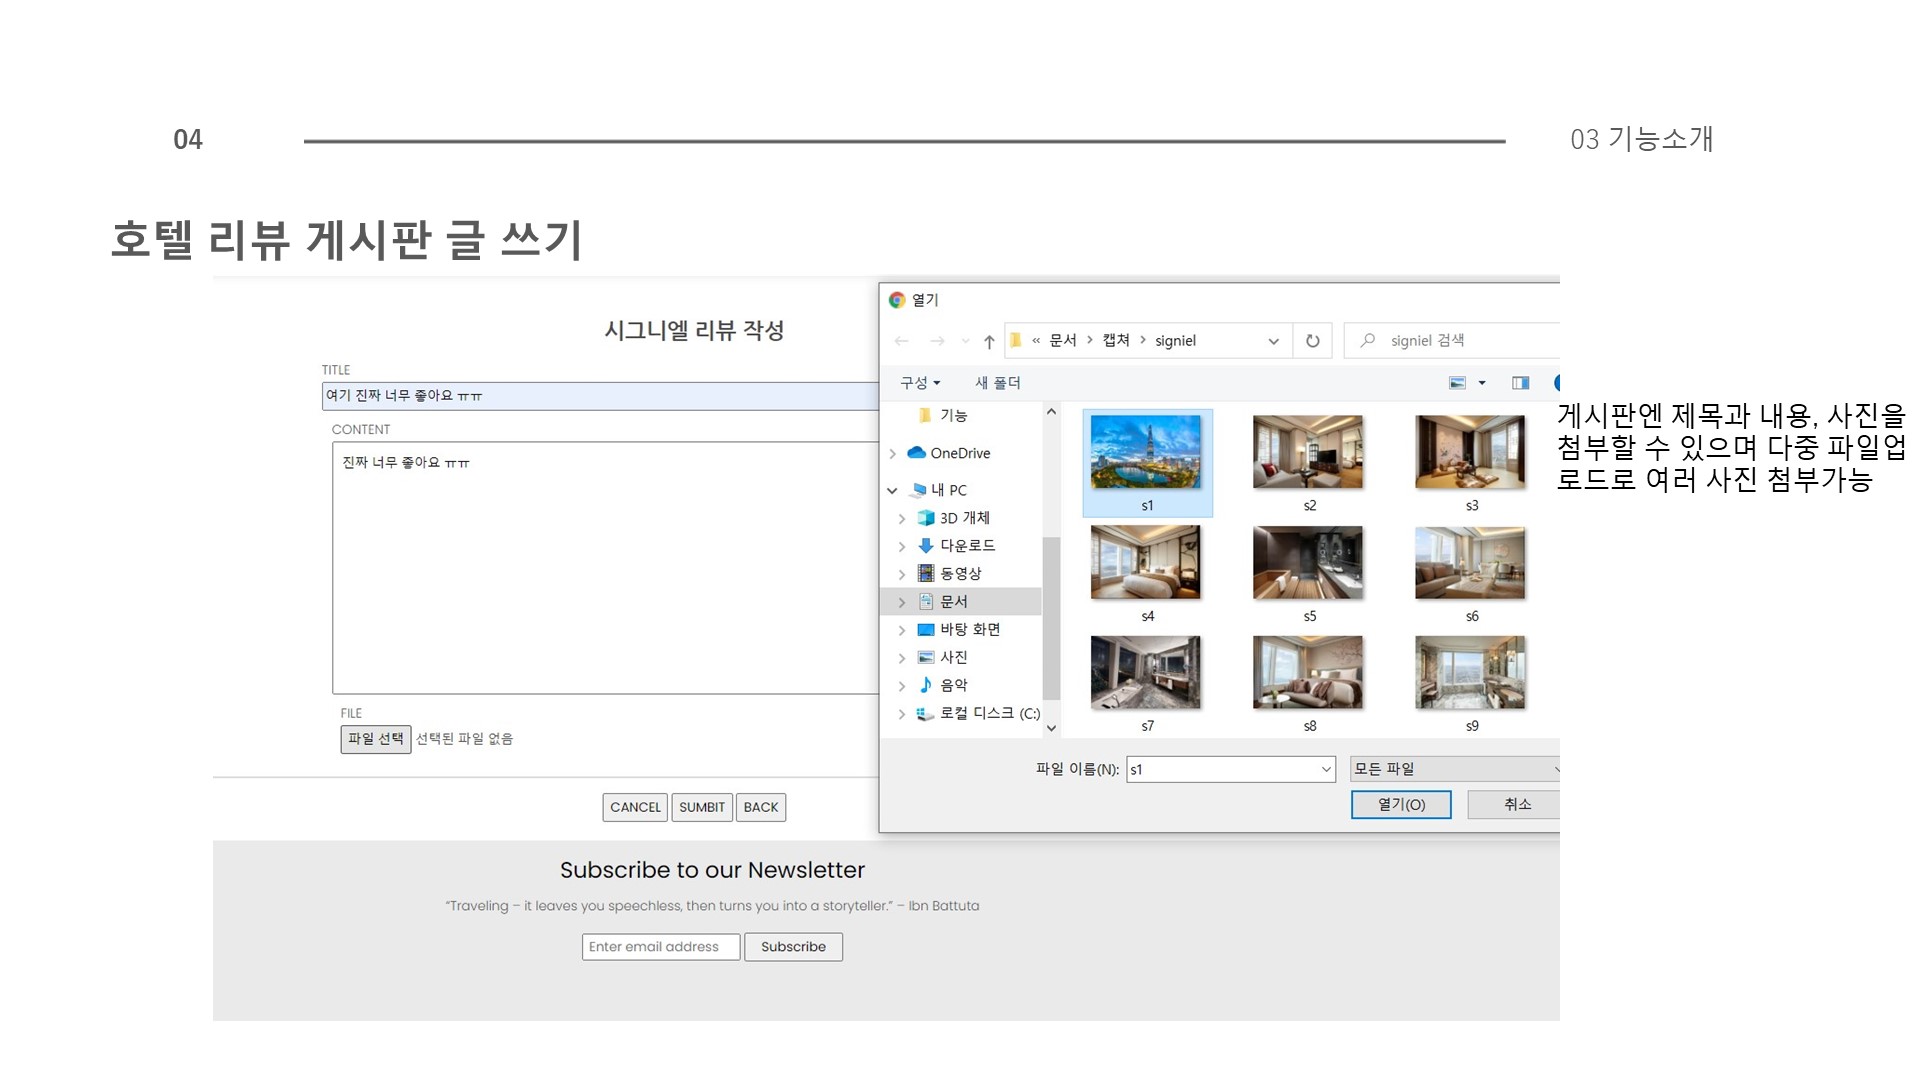 04
03 기능소개
호텔 리뷰 게시판 글 쓰기
시그니엘 리뷰 작성
TITLE
여기 진짜 너무 좋아요 ㅠㅠ
CONTENT
진짜 너무 좋아요 ㅠㅠ
FILE
파일 선택 선택된 파일 없음
CANCEL SUMBIT BACK
Subscribe to our Newsletter
“Traveling – it leaves you speechless, then turns you into a storyteller.” – Ibn Battuta
Enter email address Subscribe
열기
« 문서 > 캡쳐 > signiel
signiel 검색
구성 새 폴더
기능
OneDrive
내 PC
3D 개체
다운로드
동영상
문서
바탕 화면
사진
음악
로컬 디스크 (C:)
s1 s2 s3
s4 s5 s6
s7 s8 s9
파일 이름(N): s1 모든 파일
열기(O) 취소
게시판엔 제목과 내용, 사진을
첨부할 수 있으며 다중 파일업
로드로 여러 사진 첨부가능